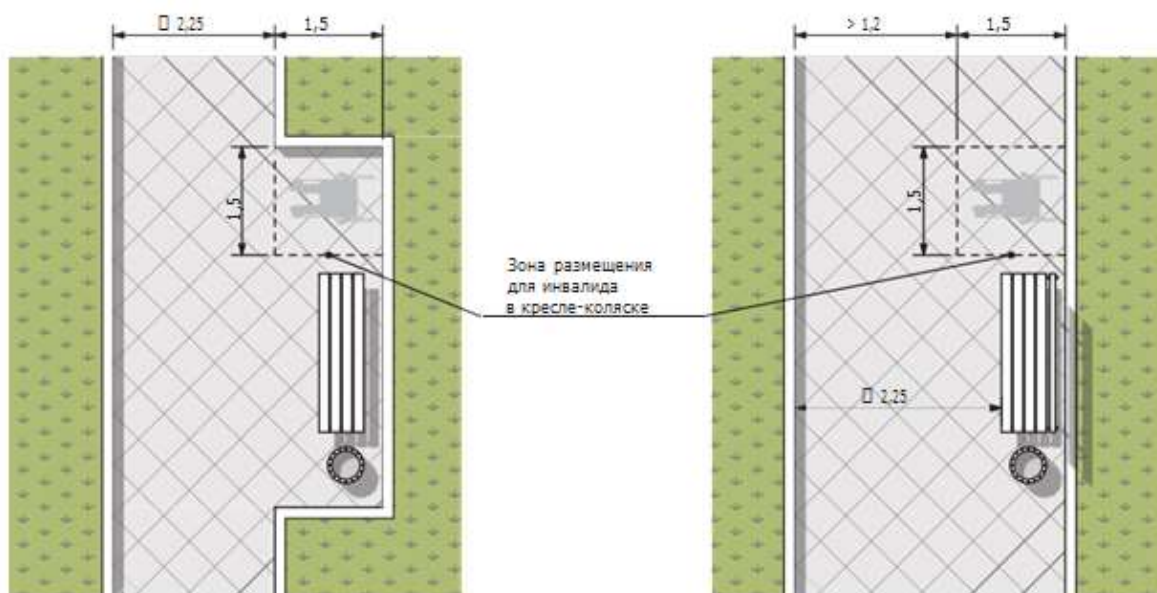 □ 2,25
1,5
> 1,2
1,5
1,5
1,5
Зона размещения
для инвалида
в кресле-коляске
□ 2,25